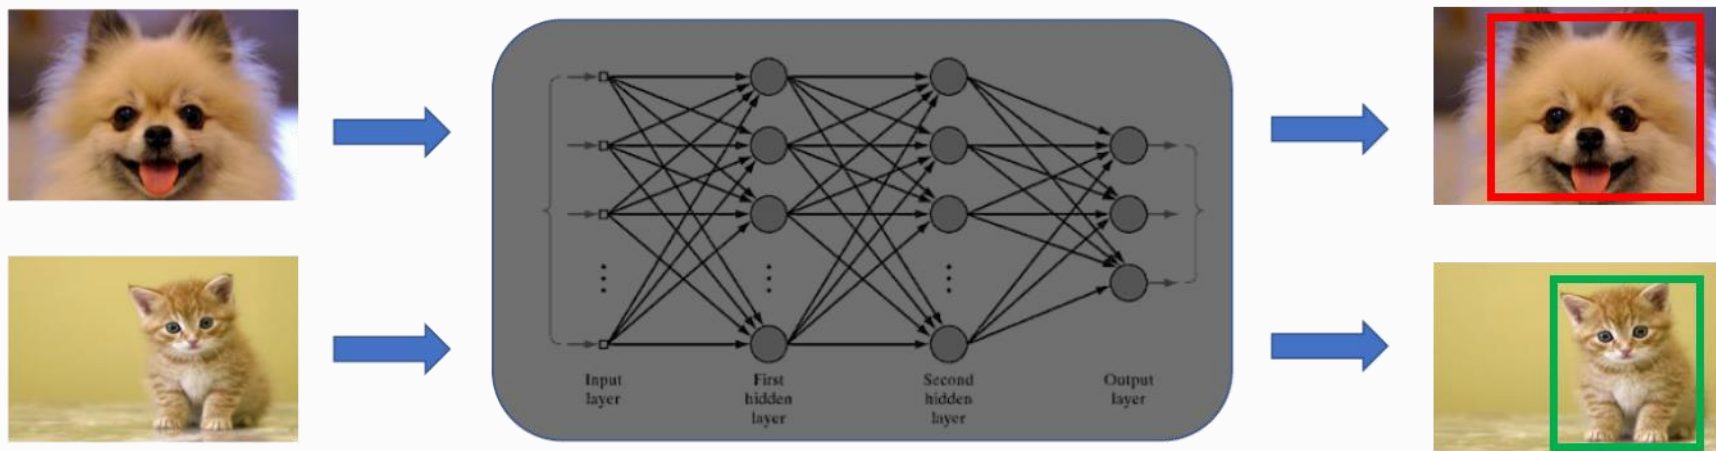 Input
layer
First
hidden
layer
Second
hidden
layer
Output
layer